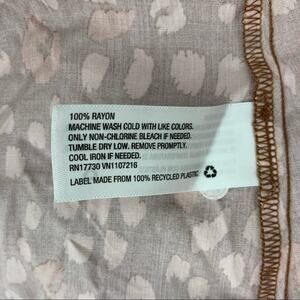 100% RAYON
MACHINE WASH COLD WITH LIKE COLORS.
ONLY NON-CHLORINE BLEACH IF NEEDED.
TUMBLE DRY LOW. REMOVE PROMPTLY.
COOL IRON IF NEEDED.
RN17730 VN1107216
LABEL MADE FROM 100% RECYCLED PLASTIC